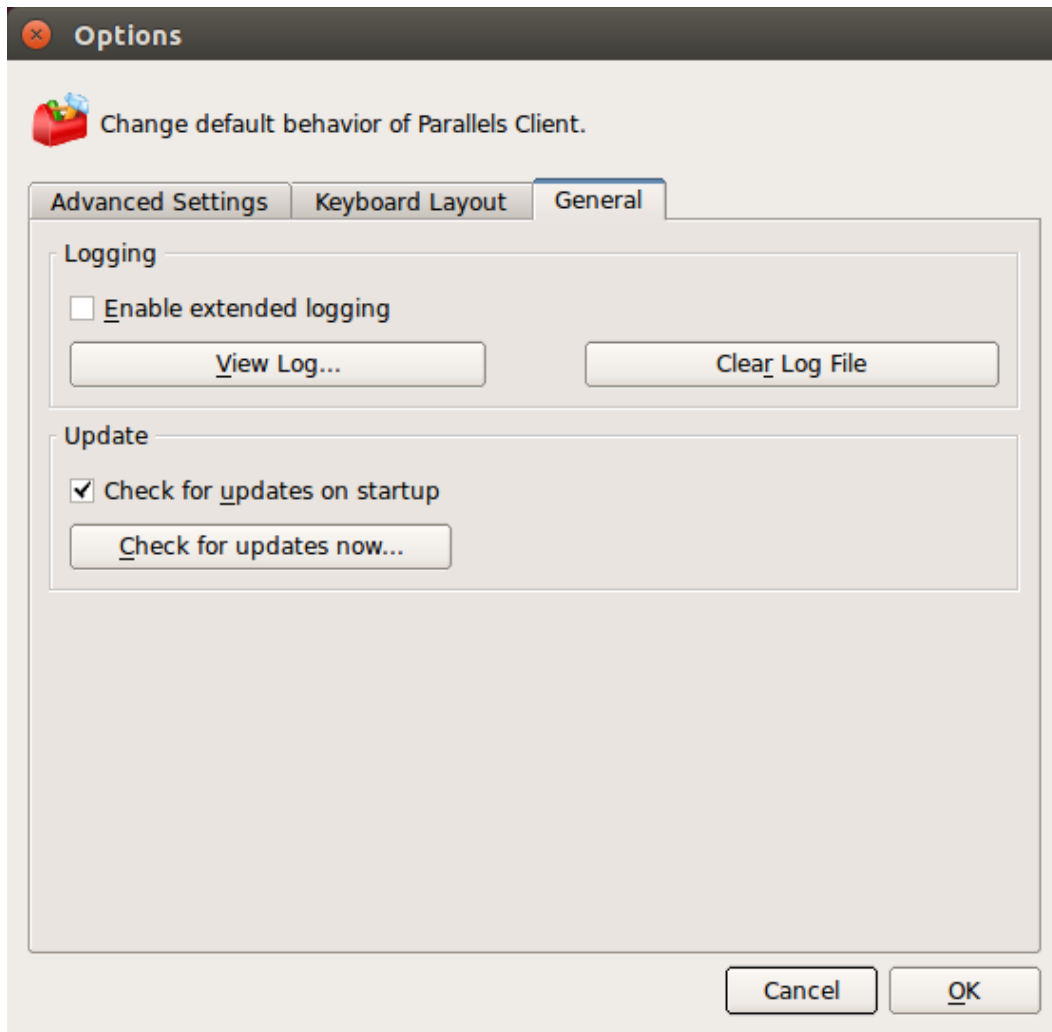 Options
Change default behavior of Parallels Client.
Advanced Settings Keyboard Layout General
Logging
Enable extended logging
View Log... Clear Log File
Update
Check for updates on startup
Check for updates now...
Cancel OK